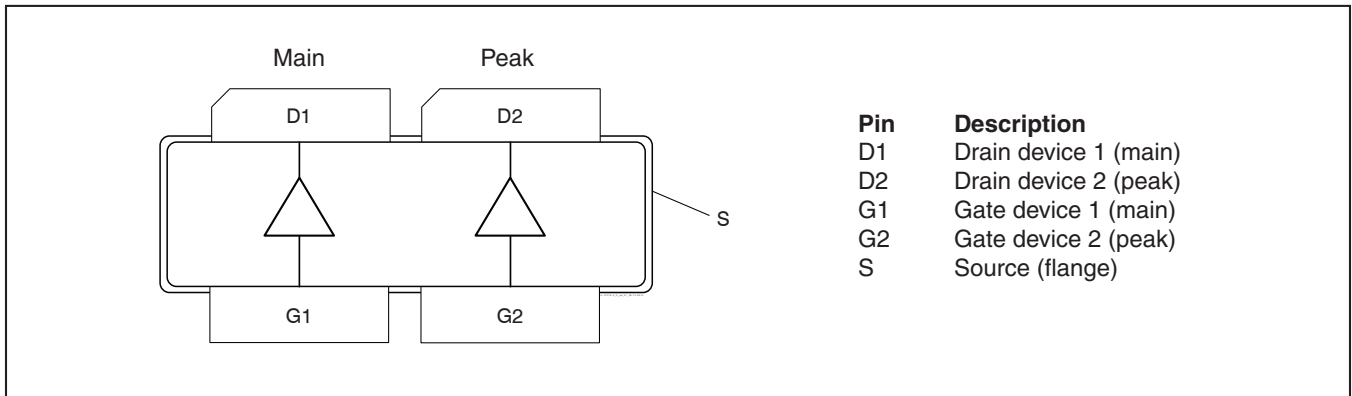 Main Peak
D1 D2
S
G1 G2
Pin Description
D1 Drain device 1 (main)
D2 Drain device 2 (peak)
G1 Gate device 1 (main)
G2 Gate device 2 (peak)
S Source (flange)